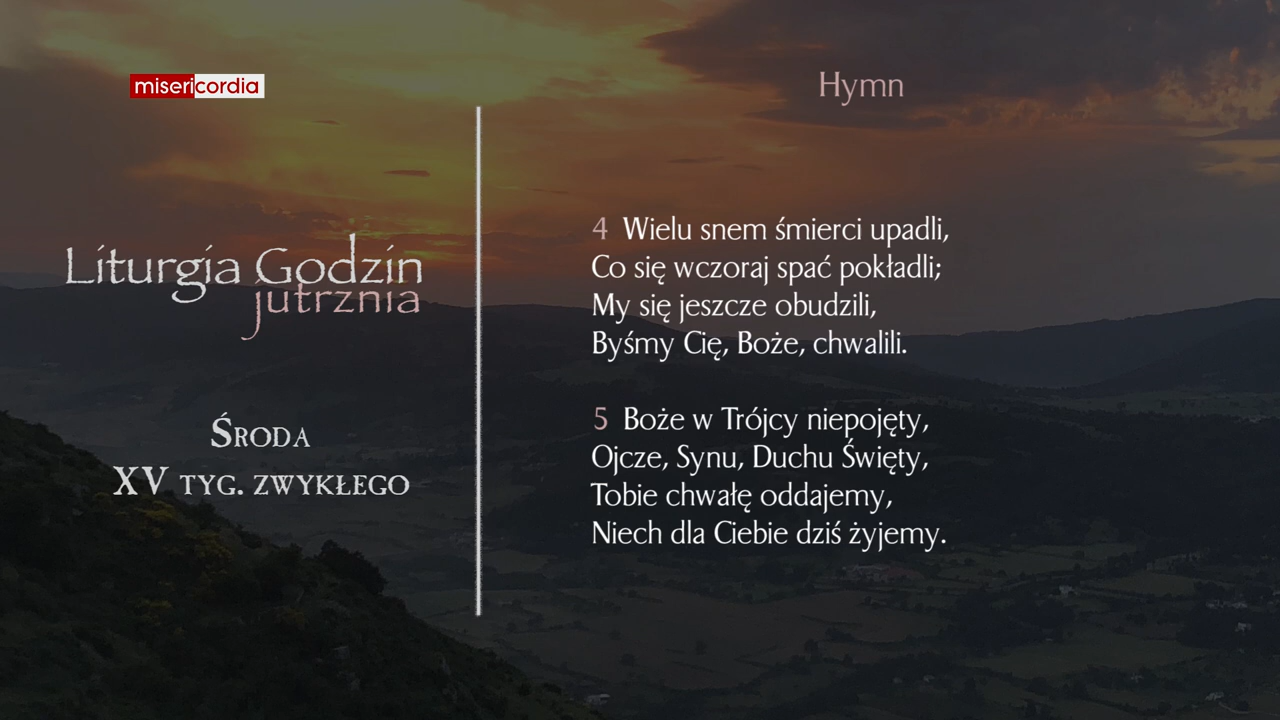 misericordia
Liturgia Godzin
jutrznia
Środa
XV tyg. zwykłego
Hymn
4 Wielu snem śmierci upadli,
Co się wczoraj spać pokładli;
My się jeszcze obudzili,
Byśmy Cię, Boże, chwalili.
5 Boże w Trójcy niepojęty,
Ojcze, Synu, Duchu Święty,
Tobie chwałę oddajemy,
Niech dla Ciebie dziś żyjemy.